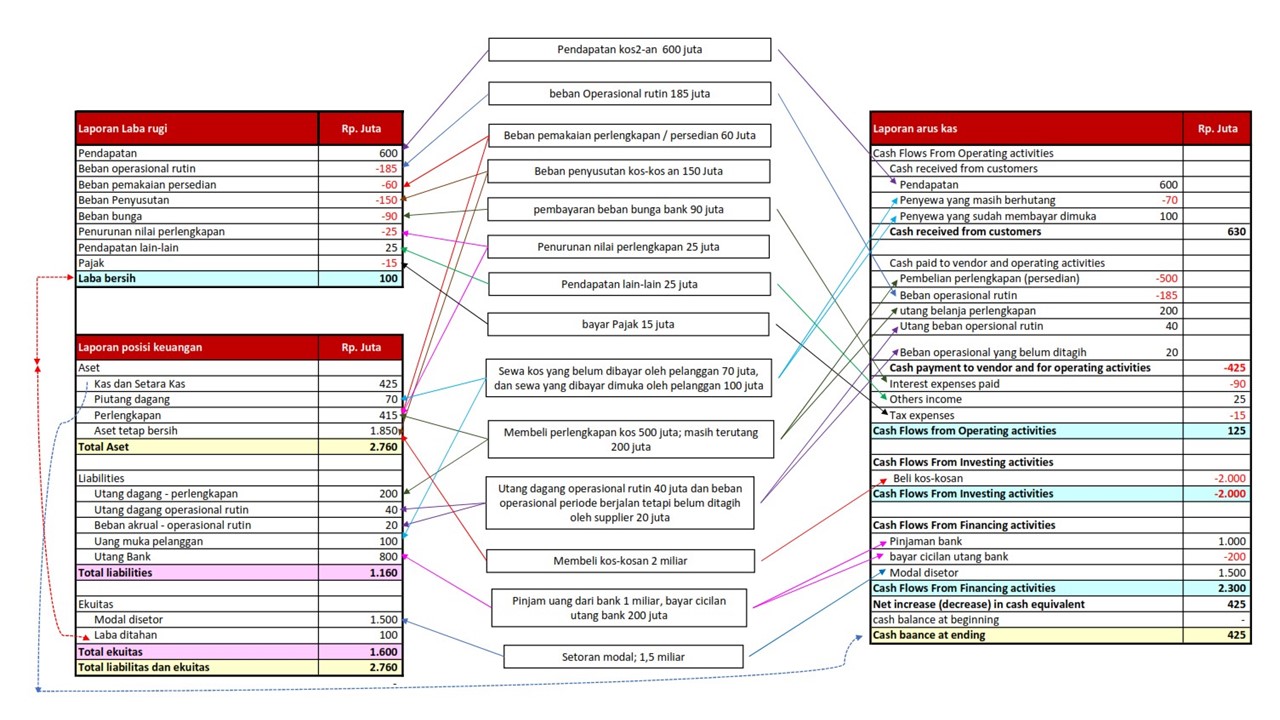 Laporan Laba rugi Rp. Juta
Pendapatan 600
Beban operasional rutin -185
Beban pemakaian persedian -60
Beban Penyusutan -150
Beban bunga -90
Penurunan nilai perlengkapan -25
Pendapatan lain-lain 25
Pajak -15
Laba bersih 100
Laporan posisi keuangan Rp. Juta
Aset
Kas dan Setara Kas 425
Piutang dagang 70
Perlengkapan 415
Aset tetap bersih 1.850
Total Aset 2.760
Liabilities
Utang dagang - perlengkapan 200
Utang dagang operasional rutin 40
Beban akrual - operasional rutin 20
Uang muka pelanggan 100
Utang Bank 800
Total liabilities 1.160
Ekuitas
Modal disetor 1.500
Laba ditahan 100
Total ekuitas 1.600
Total liabilitas dan ekuitas 2.760
-
Pendapatan kos2-an 600 juta
beban Operasional rutin 185 juta
Beban pemakaian perlengkapan / persedian 60 Juta
Beban penyusutan kos-kos an 150 Juta
pembayaran beban bunga bank 90 juta
Penurunan nilai perlengkapan 25 juta
Pendapatan lain-lain 25 juta
bayar Pajak 15 juta
Sewa kos yang belum dibayar oleh pelanggan 70 juta,
dan sewa yang dibayar dimuka oleh pelanggan 100 juta
Membeli perlengkapan kos 500 juta; masih terutang
200 juta
Utang dagang operasional rutin 40 juta dan beban
operasional periode berjalan tetapi belum ditagih
oleh supplier 20 juta
Membeli kos-kosan 2 miliar
Pinjam uang dari bank 1 miliar, bayar cicilan
utang bank 200 juta
Setoran modal; 1,5 miliar
Laporan arus kas Rp. Juta
Cash Flows From Operating activities
Cash received from customers
Pendapatan 600
Penyewa yang masih berhutang -70
Penyewa yang sudah membayar dimuka 100
Cash received from customers 630
Cash paid to vendor and operating activities
Pembelian perlengkapan (persedian) -500
Beban operasional rutin -185
utang belanja perlengkapan 200
Utang beban opersional rutin 40
Beban operasional yang belum ditagih 20
Cash payment to vendor and for operating activities -425
Interest expenses paid -90
Others income 25
Tax expenses -15
Cash Flows from Operating activities 125
Cash Flows From Investing activities
Beli kos-kosan -2.000
Cash Flows From Investing activities -2.000
Cash Flows From Financing activities
Pinjaman bank 1.000
bayar cicilan utang bank -200
Modal disetor 1.500
Cash Flows From Financing activities 2.300
Net increase (decrease) in cash equivalent 425
cash balance at beginning -
Cash baance at ending 425